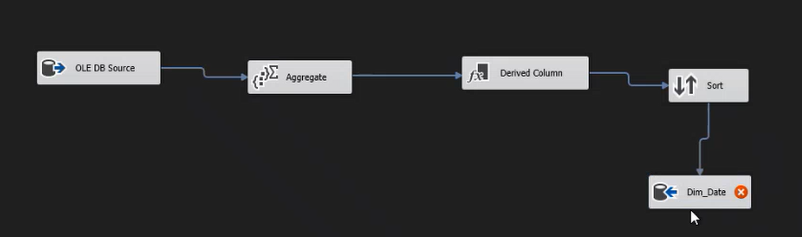 OLE DB Source
Aggregate
Derived Column
Sort
Dim_Date